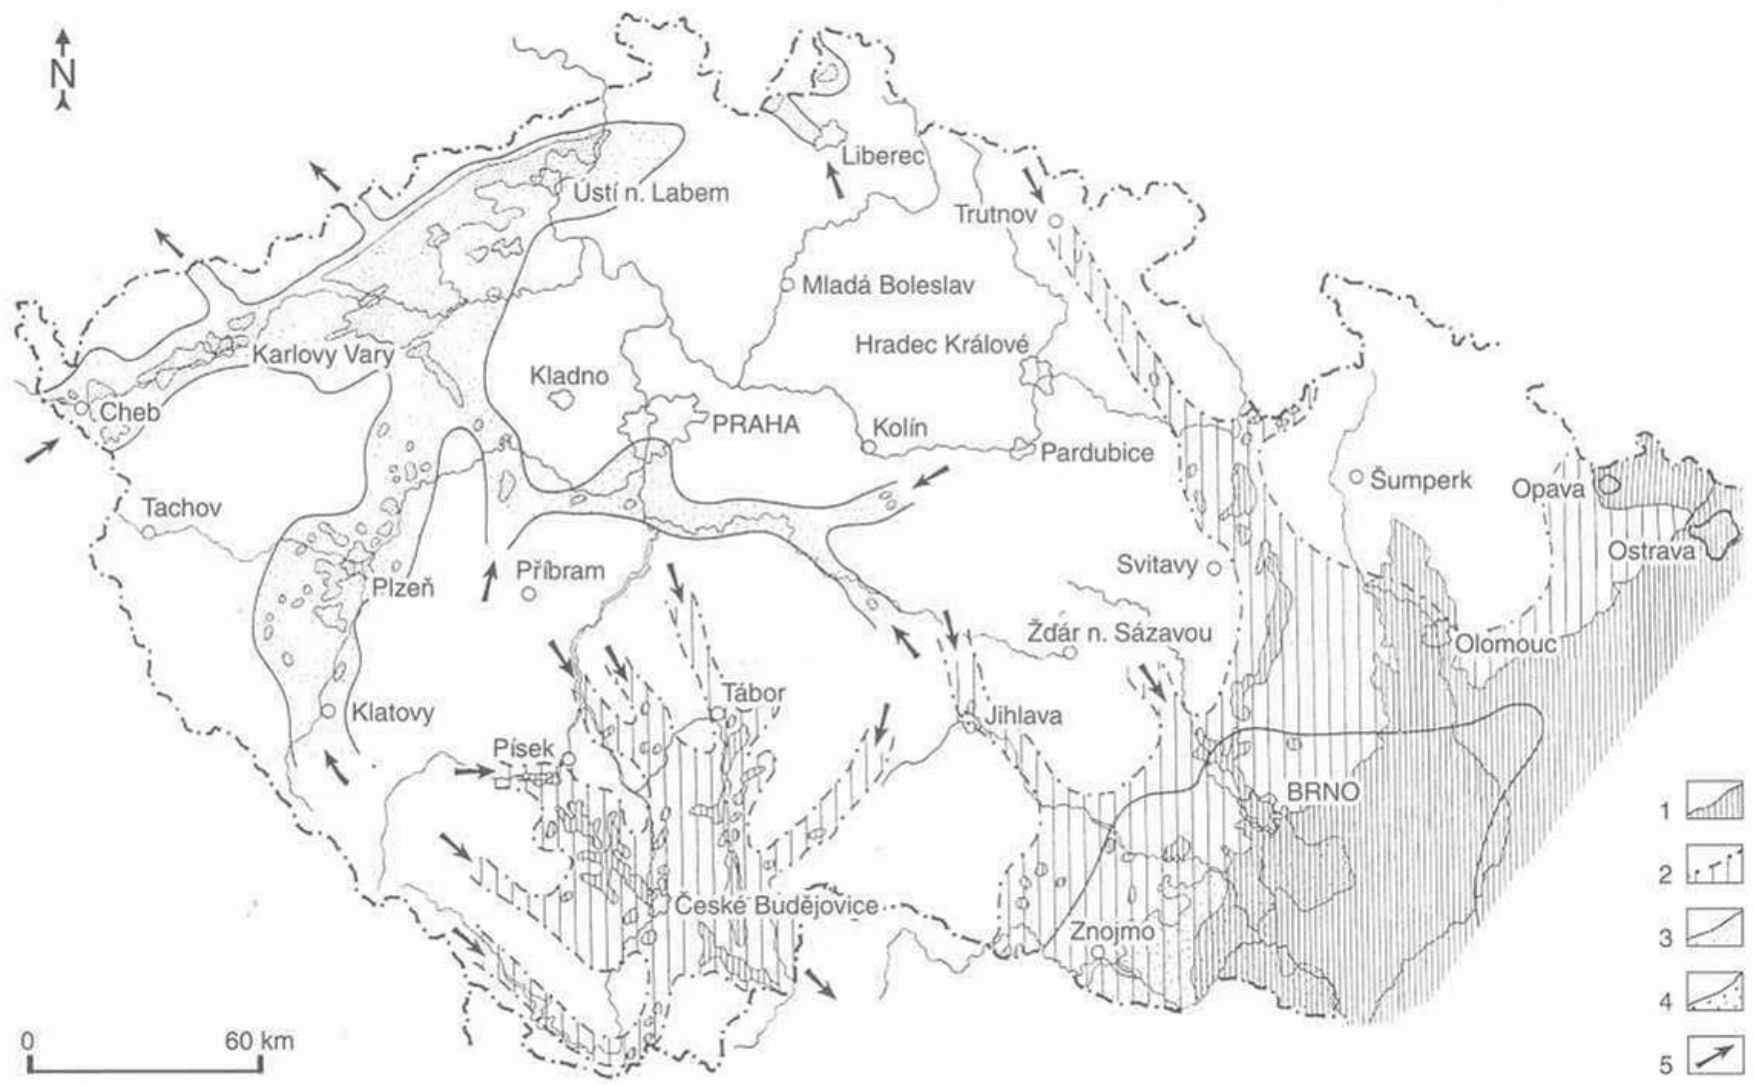 N
Liberec
Ústí n. Labem
Trutnov
Mladá Boleslav
Hradec Králové
Karlovy Vary
Kladno
Cheb
PRAHA
Kolín
Pardubice
Šumperk
Opava
Tachov
Ostrava
Svitavy
Příbram
Plzeň
Žďár n. Sázavou
Olomouc
Tábor
Klatovy
Jihlava
Písek
BRNO
1
2
České Budějovice
Znojmo
3
4
0 60 km
5